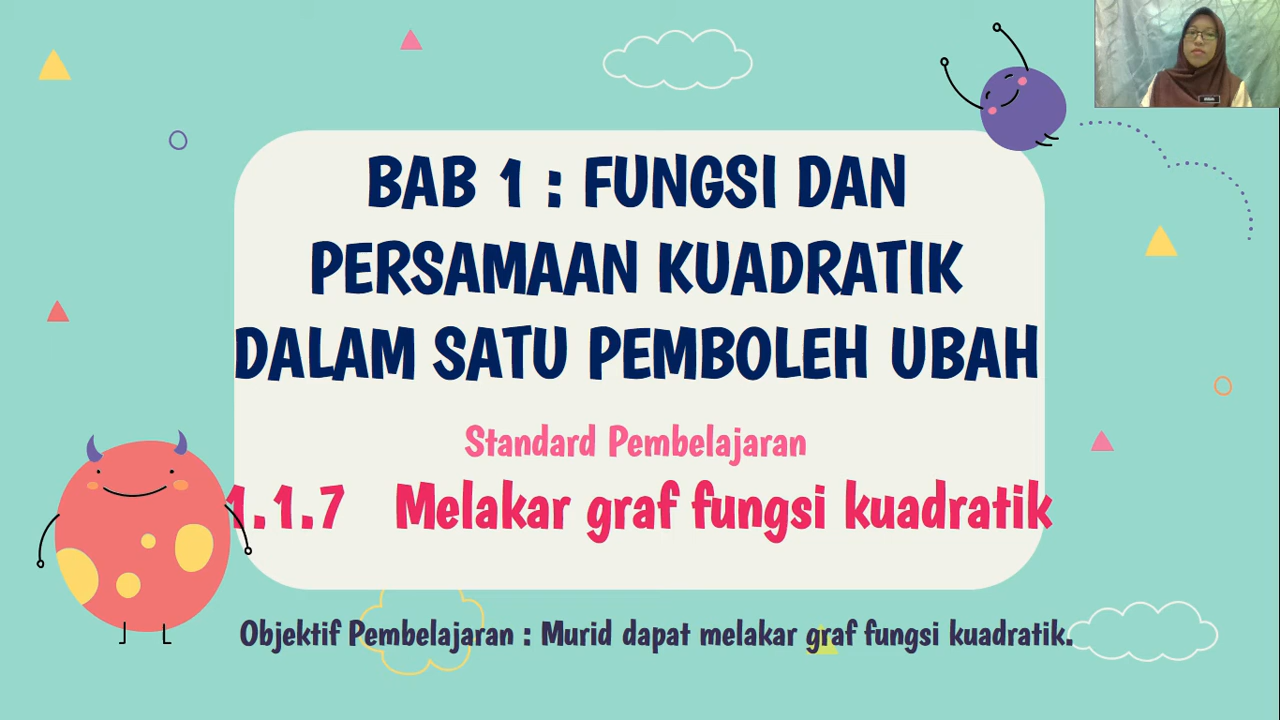 BAB 1 : FUNGSI DAN
PERSAMAAN KUADRATIK
DALAM SATU PEMBOLEH UBAH
Standard Pembelajaran
1.1.7 Melakar graf fungsi kuadratik
Objektif Pembelajaran : Murid dapat melakar graf fungsi kuadratik.